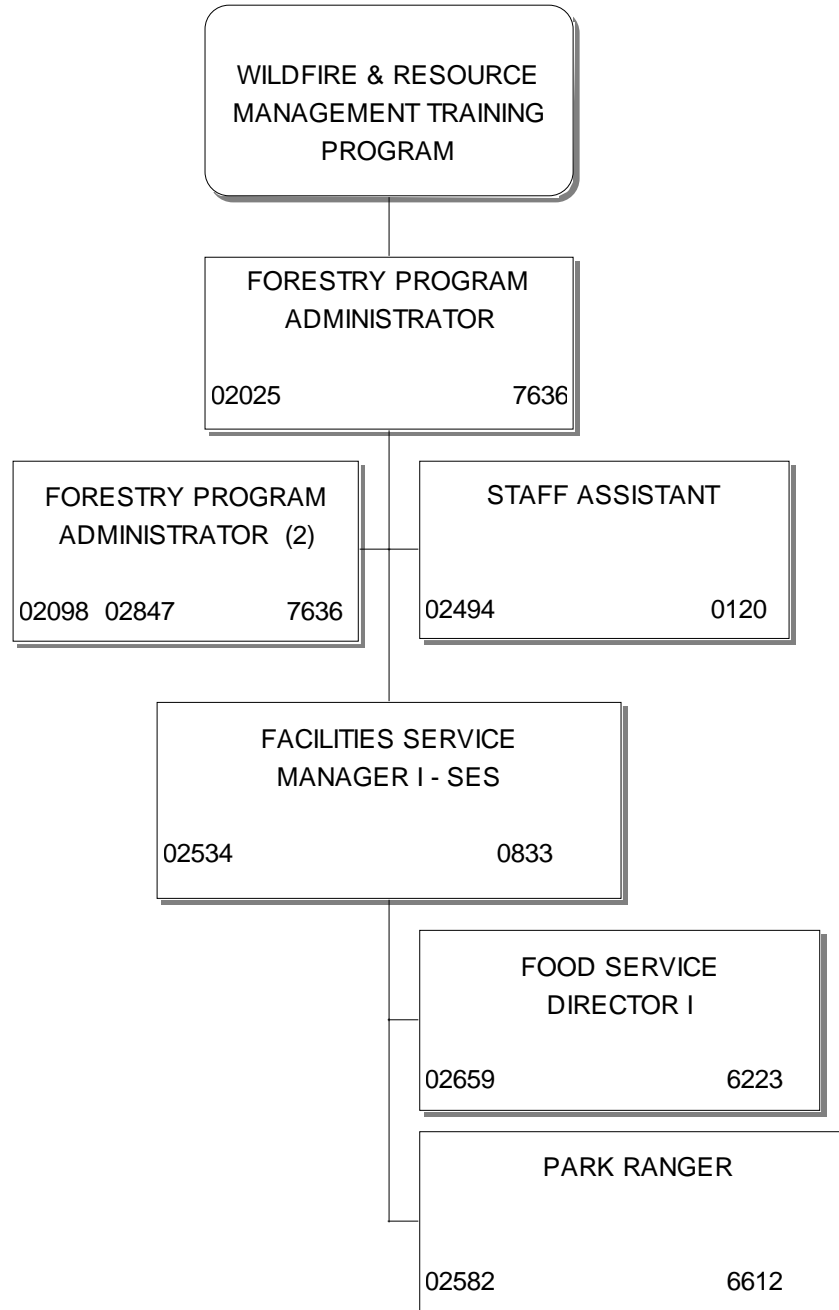 WILDFIRE & RESOURCE
MANAGEMENT TRAINING
PROGRAM
FORESTRY PROGRAM
ADMINISTRATOR
02025 7636
FORESTRY PROGRAM
ADMINISTRATOR (2)
02098 02847 7636
STAFF ASSISTANT
02494 0120
FACILITIES SERVICE
MANAGER I - SES
02534 0833
FOOD SERVICE
DIRECTOR I
02659 6223
PARK RANGER
02582 6612